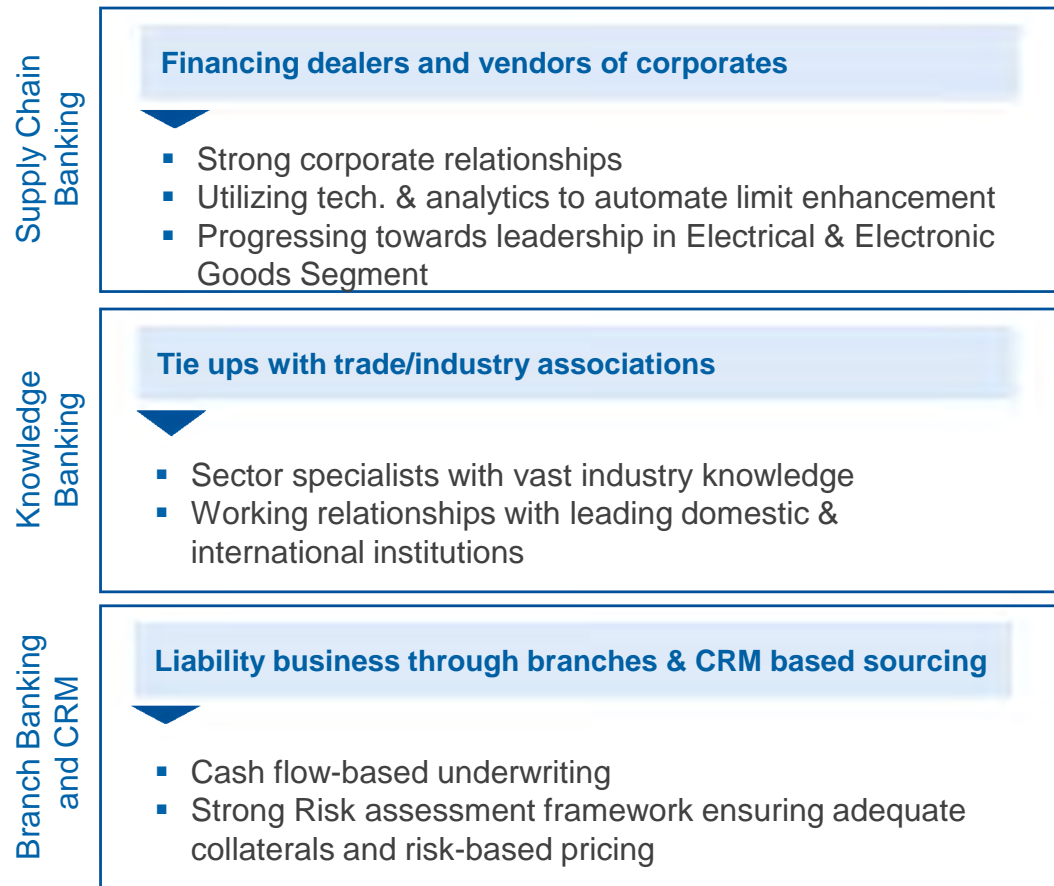 Supply Chain
Banking
Financing dealers and vendors of corporates
▪ Strong corporate relationships
▪ Utilizing tech. & analytics to automate limit enhancement
▪ Progressing towards leadership in Electrical & Electronic
Goods Segment
Knowledge
Banking
Tie ups with trade/industry associations
▪ Sector specialists with vast industry knowledge
▪ Working relationships with leading domestic &
international institutions
Branch Banking
and CRM
Liability business through branches & CRM based sourcing
▪ Cash flow-based underwriting
▪ Strong Risk assessment framework ensuring adequate
collaterals and risk-based pricing